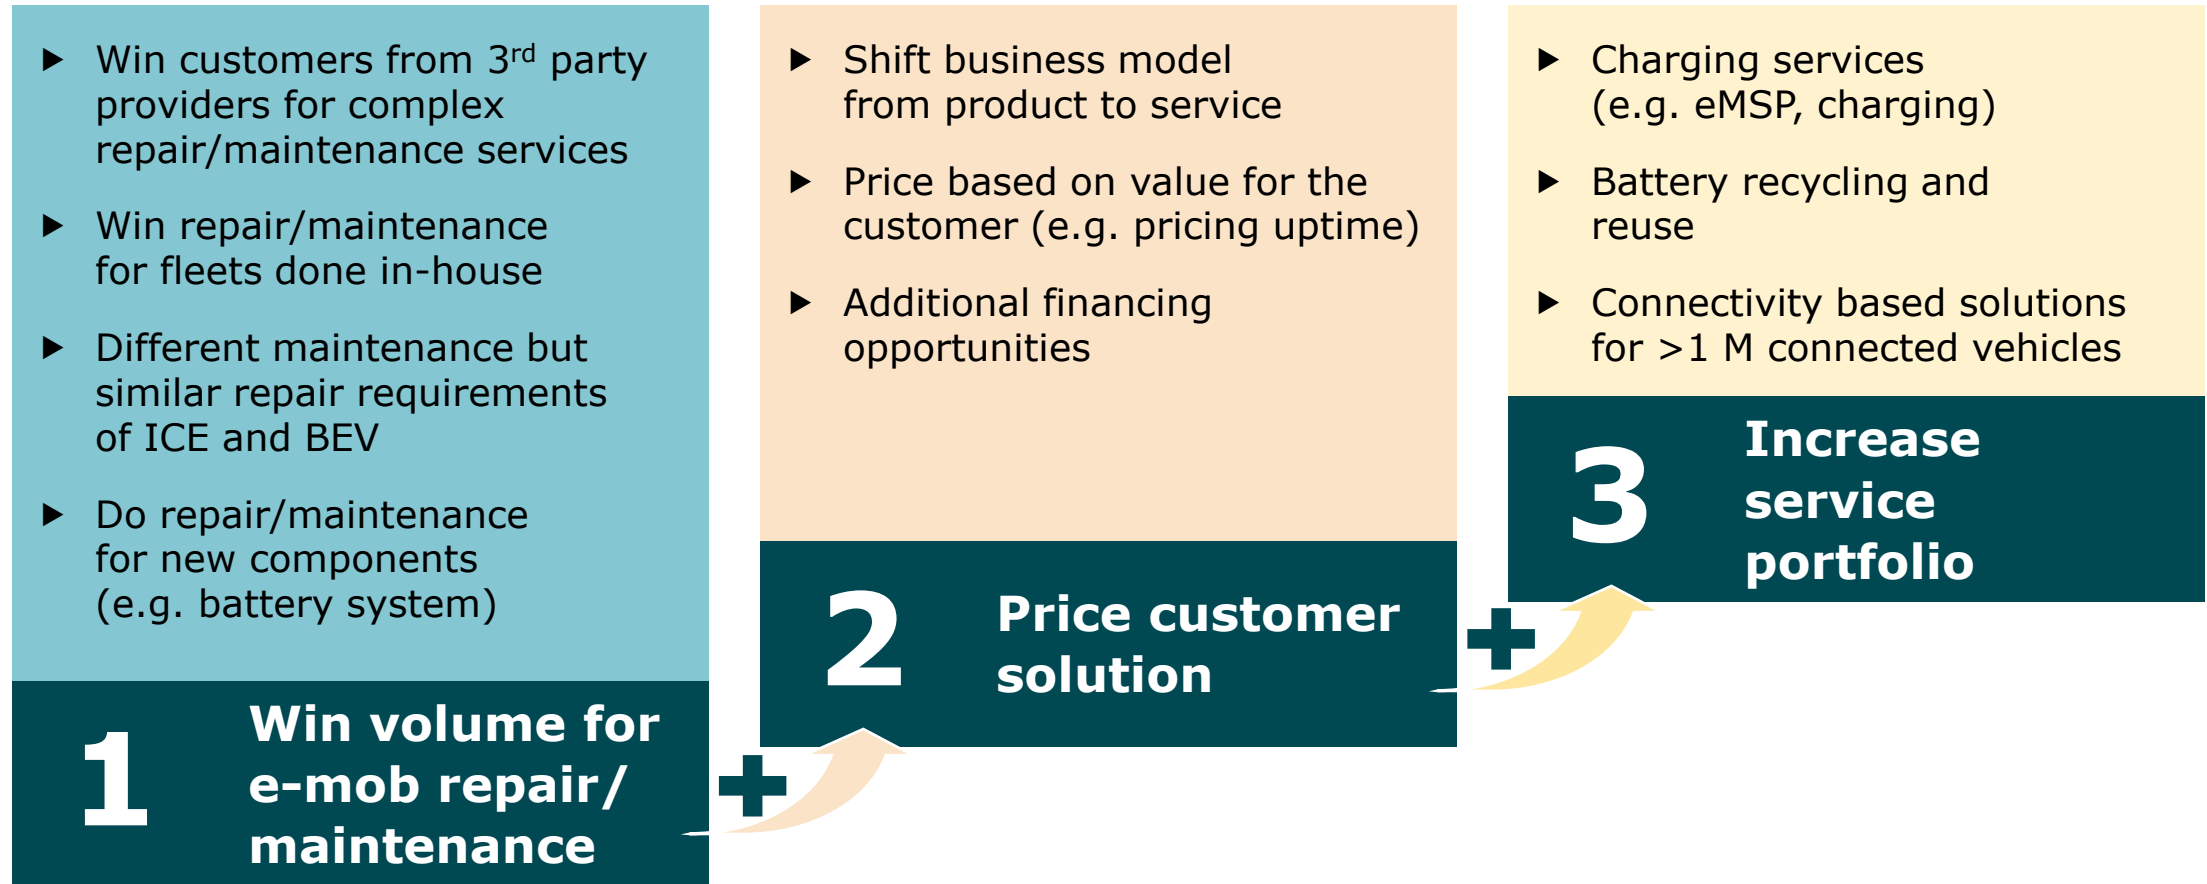 Win customers from 3rd party
providers for complex
repair/maintenance services
Win repair/maintenance
for fleets done in-house
Different maintenance but
similar repair requirements
of ICE and BEV
Do repair/maintenance
for new components
(e.g. battery system)
1
Win volume for
e-mob repair/
maintenance
Shift business model
from product to service
Price based on value for the
customer (e.g. pricing uptime)
Additional financing
opportunities
2
Price customer
solution
Charging services
(e.g. eMSP, charging)
Battery recycling and
reuse
Connectivity based solutions
for >1 M connected vehicles
3
Increase
service
portfolio